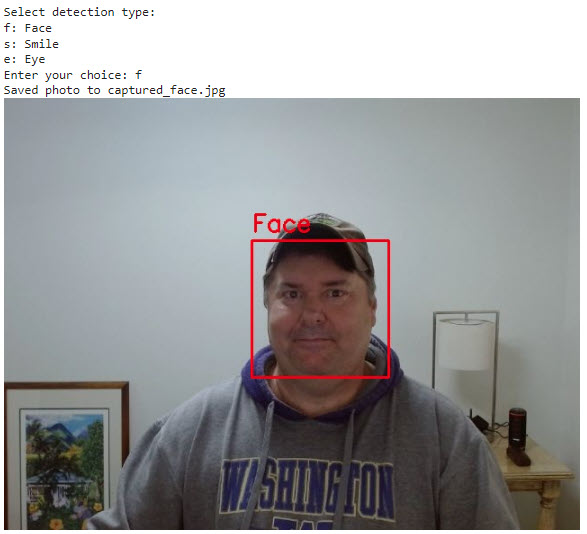 Select detection type:
f: Face
s: Smile
e: Eye
Enter your choice: f
Saved photo to captured_face.jpg
Face
WASHINGTON